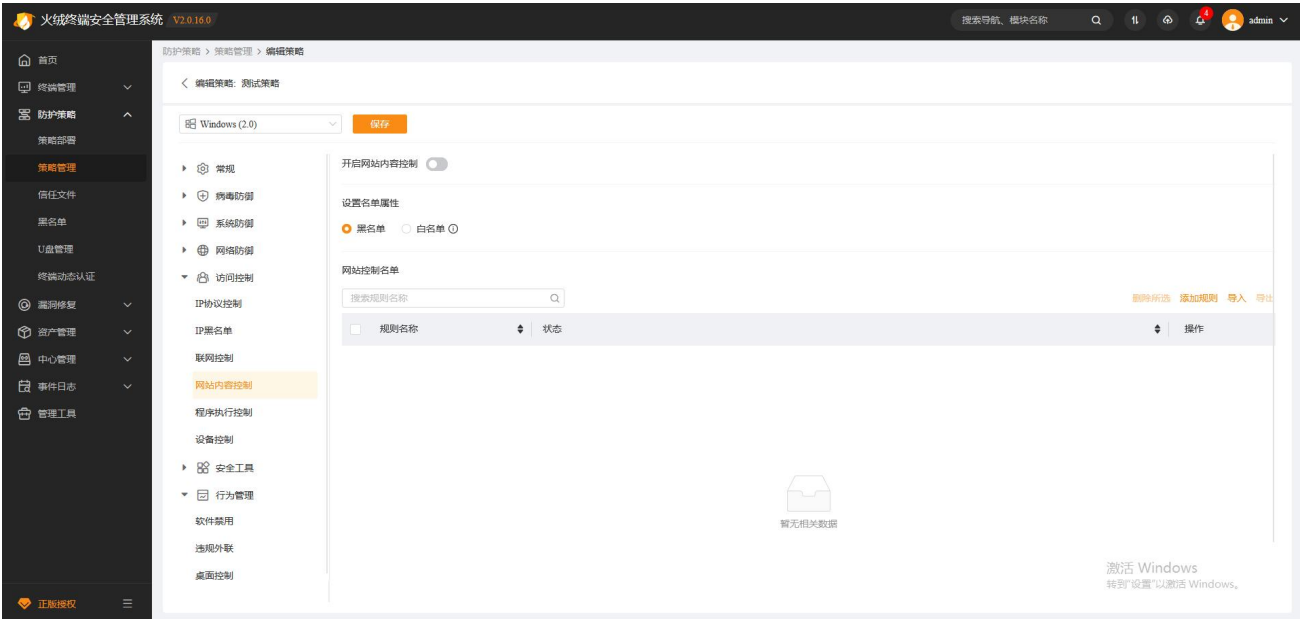 火绒终端安全管理系统 V2.0.16.0
搜索导航、模块名称
4
admin
首页
终端管理
防护策略
策略部署
策略管理
信任文件
黑名单
U盘管理
终端动态认证
漏洞修复
资产管理
中心管理
事件日志
管理工具
正版授权
防护策略 > 策略管理 > 编辑策略
编辑策略: 测试策略
Windows (2.0)
保存
常规
病毒防御
系统防御
网络防御
访问控制
IP协议控制
IP黑名单
联网控制
网站内容控制
程序执行控制
设备控制
安全工具
行为管理
软件禁用
违规外联
桌面控制
开启网站内容控制
设置名单属性
黑名单 白名单
网站控制名单
搜索规则名称
删除所选 添加规则 导入 导出
规则名称 状态 操作
暂无相关数据
激活 Windows
转到"设置"以激活 Windows。